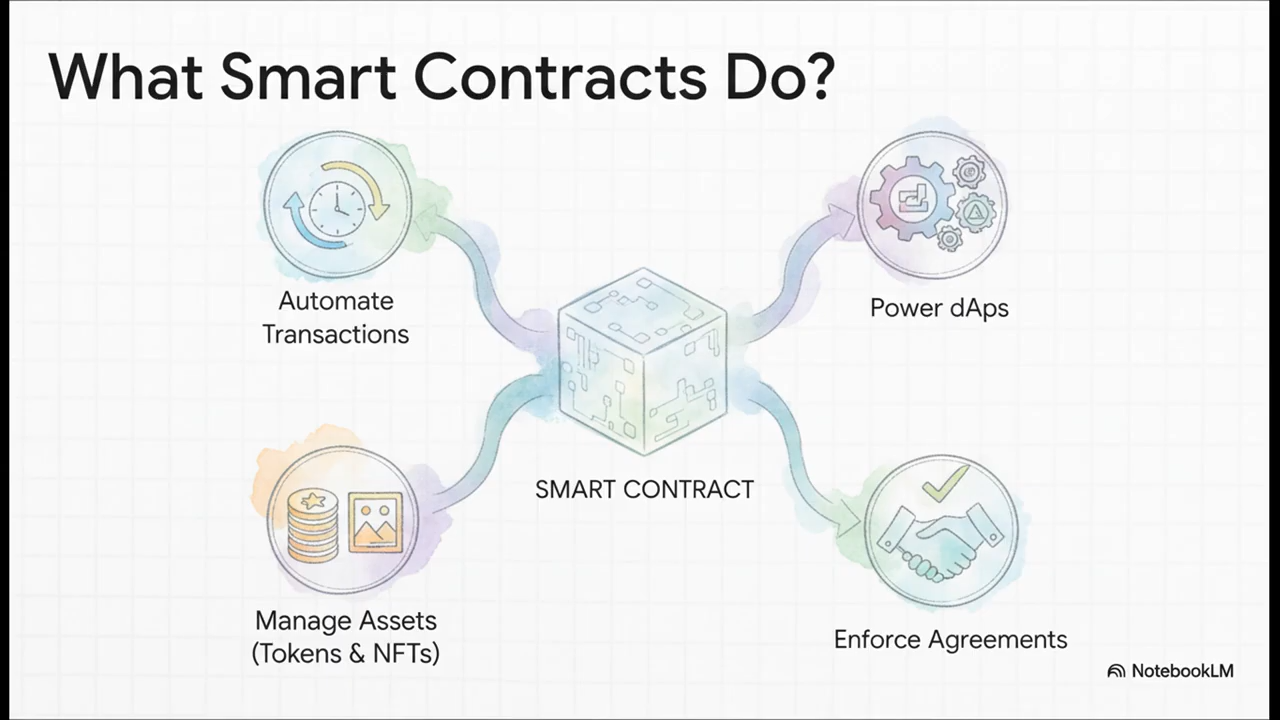 What Smart Contracts Do?
Automate
Transactions
Power dAps
SMART CONTRACT
Manage Assets
(Tokens & NFTs)
Enforce Agreements
NotebookLM